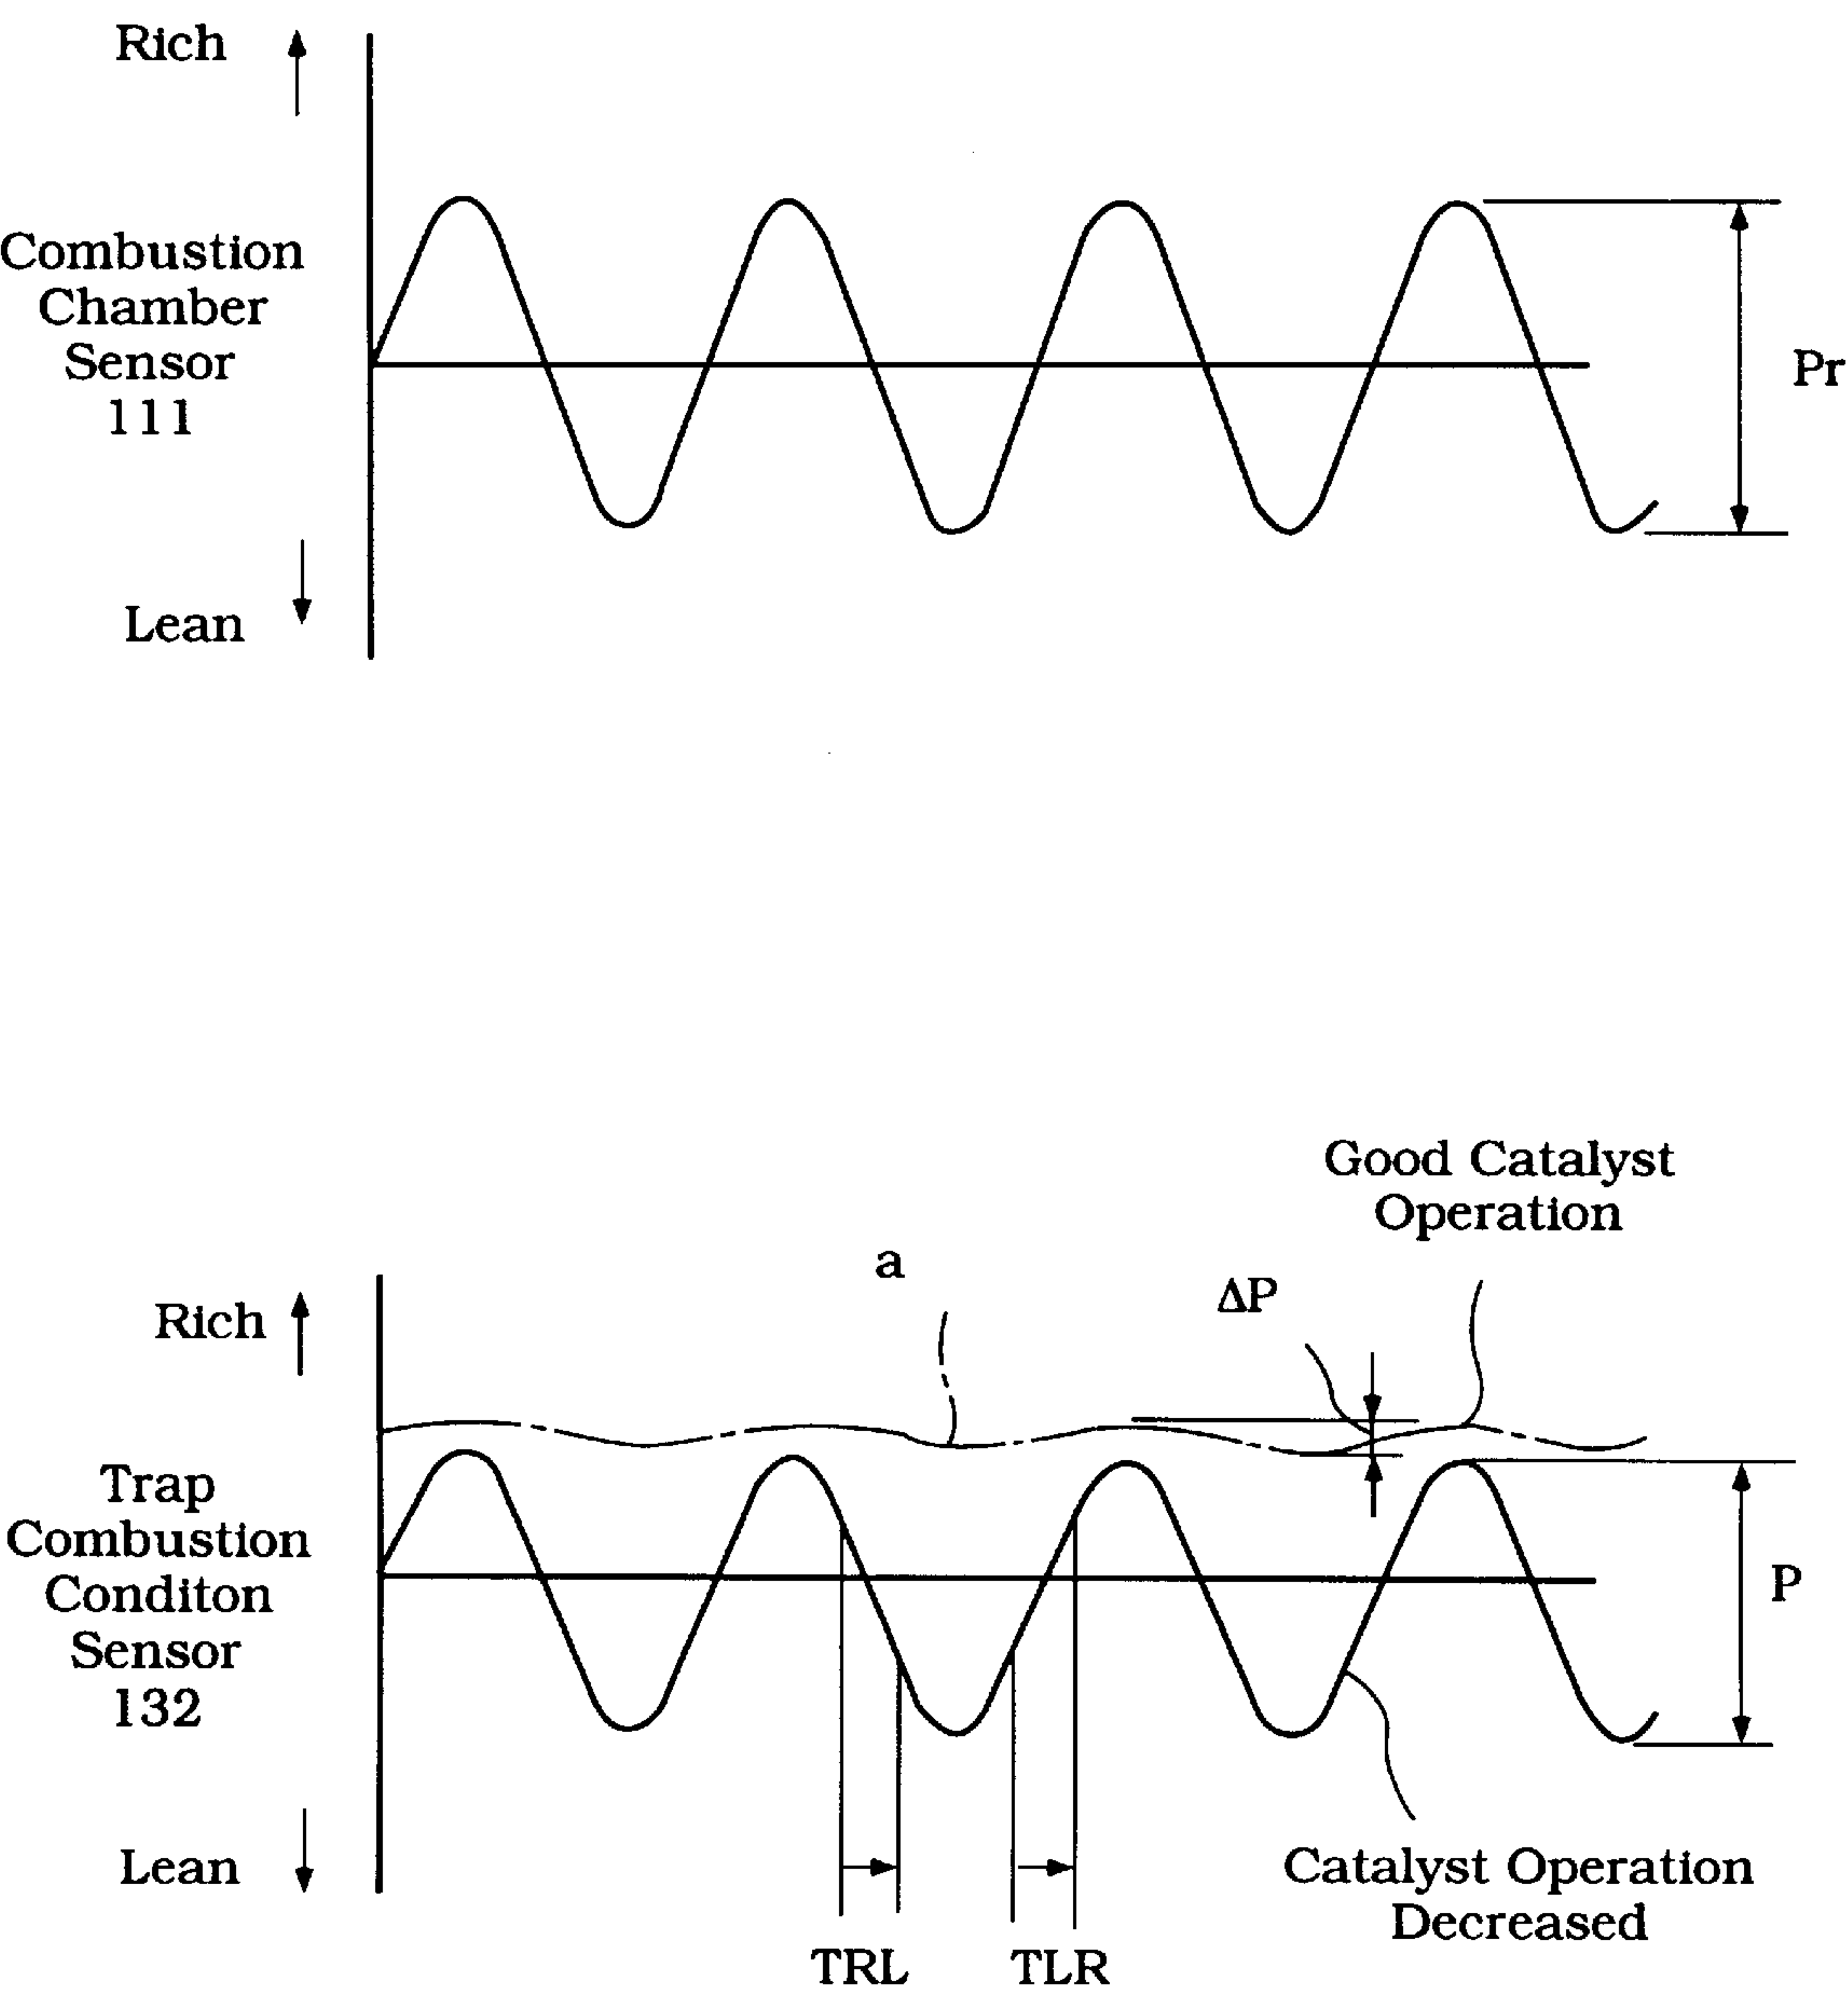 Rich
Combustion
Chamber
Sensor
111
Pr
Lean
Good Catalyst
Operation
a
ΔP
Rich
Trap
Combustion
Conditon
Sensor
132
P
Lean
Catalyst Operation
Decreased
TRL
TLR